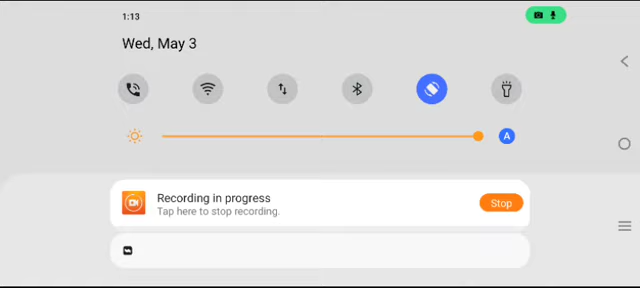 1:13
Wed, May 3
A
Recording in progress
Tap here to stop recording.
Stop